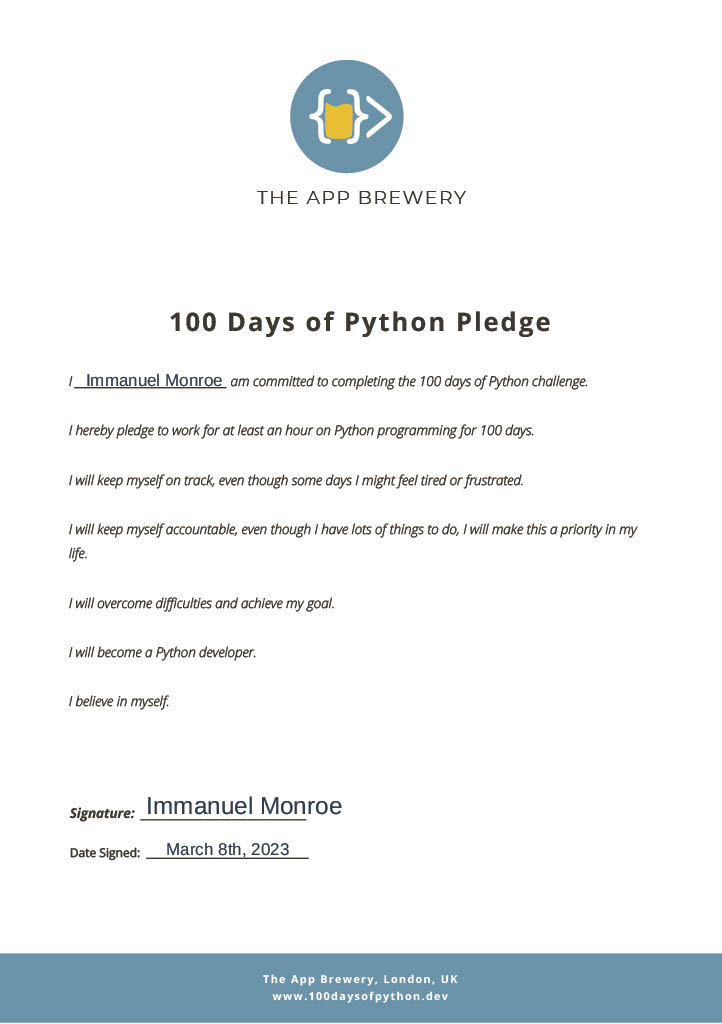 THE APP BREWERY
100 Days of Python Pledge
I Immanuel Monroe am committed to completing the 100 days of Python challenge.
I hereby pledge to work for at least an hour on Python programming for 100 days.
I will keep myself on track, even though some days I might feel tired or frustrated.
I will keep myself accountable, even though I have lots of things to do, I will make this a priority in my
life.
I will overcome difficulties and achieve my goal.
I will become a Python developer.
I believe in myself.
Signature: Immanuel Monroe
Date Signed: March 8th, 2023
The App Brewery, London, UK
www.100daysofpython.dev